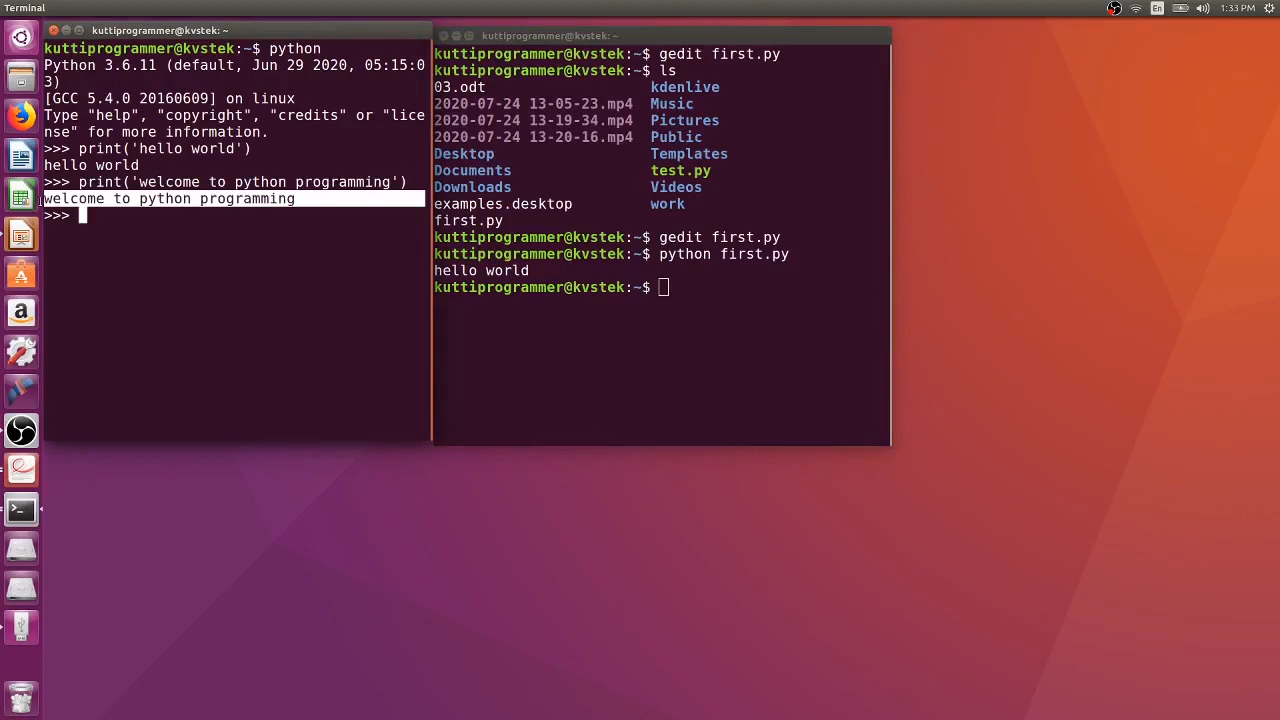 Terminal
En
1:33 PM
kuttiprogrammer@kvstek: ~
kuttiprogrammer@kvstek:~$ python
Python 3.6.11 (default, Jun 29 2020, 05:15:0
3)
[GCC 5.4.0 20160609] on linux
Type "help", "copyright", "credits" or "lice
nse" for more information.
>>> print('hello world')
hello world
>>> print('welcome to python programming')
welcome to python programming
>>>
kuttiprogrammer@kvstek: ~
kuttiprogrammer@kvstek:~$ gedit first.py
kuttiprogrammer@kvstek:~$ ls
03.odt kdenlive
2020-07-24 13-05-23.mp4 Music
2020-07-24 13-19-34.mp4 Pictures
2020-07-24 13-20-16.mp4 Public
Desktop Templates
Documents test.py
Downloads Videos
examples.desktop work
first.py
kuttiprogrammer@kvstek:~$ gedit first.py
kuttiprogrammer@kvstek:~$ python first.py
hello world
kuttiprogrammer@kvstek:~$